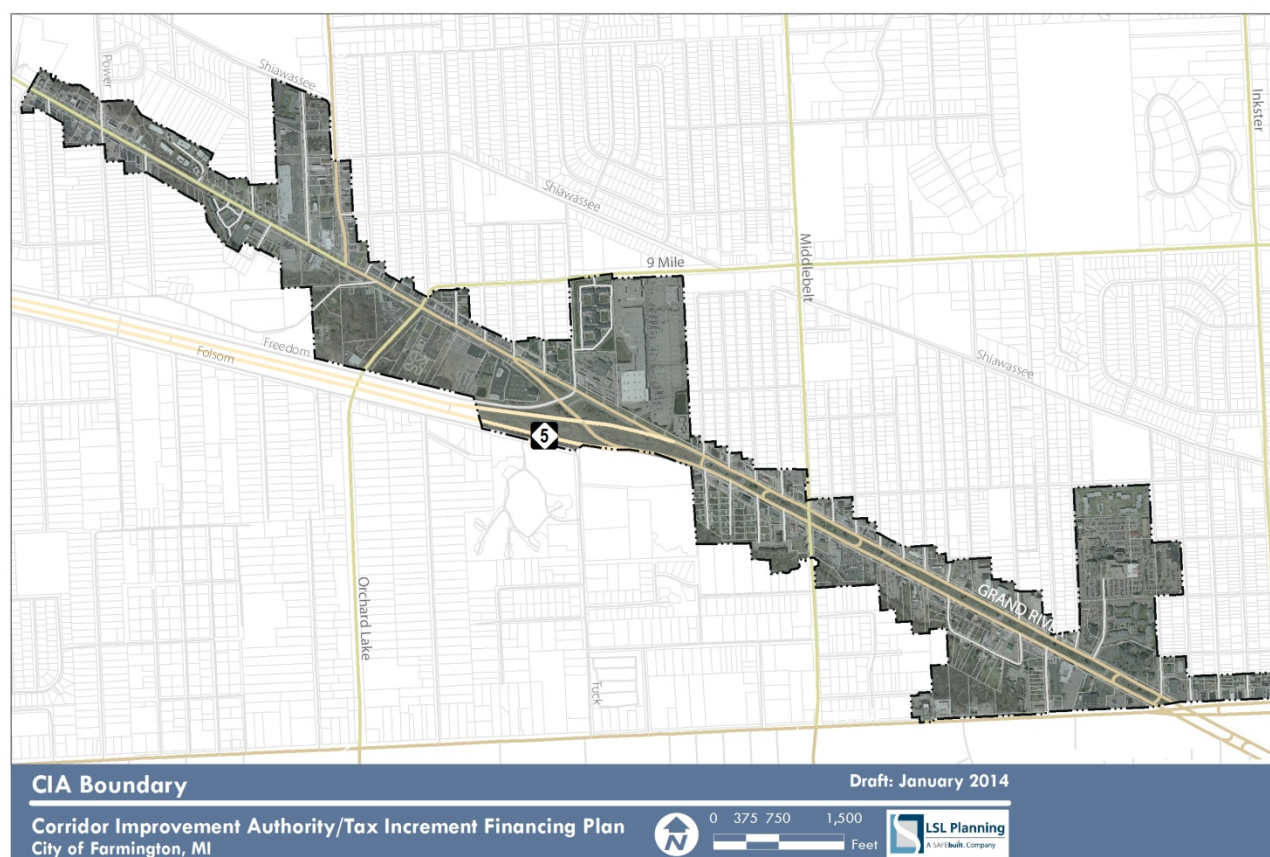 Power
Shiawassee
Inkster
Shiawassee
Middlebelt
9 Mile
Shiawassee
Freedom
Folsom
5
Orchard Lake
GRAND RIVE
Tuck
CIA Boundary
Draft: January 2014
Corridor Improvement Authority/Tax Increment Financing Plan
City of Farmington, MI
N
0 375 750 1,500
Feet
LSL Planning
A SAFEbuilt. Company